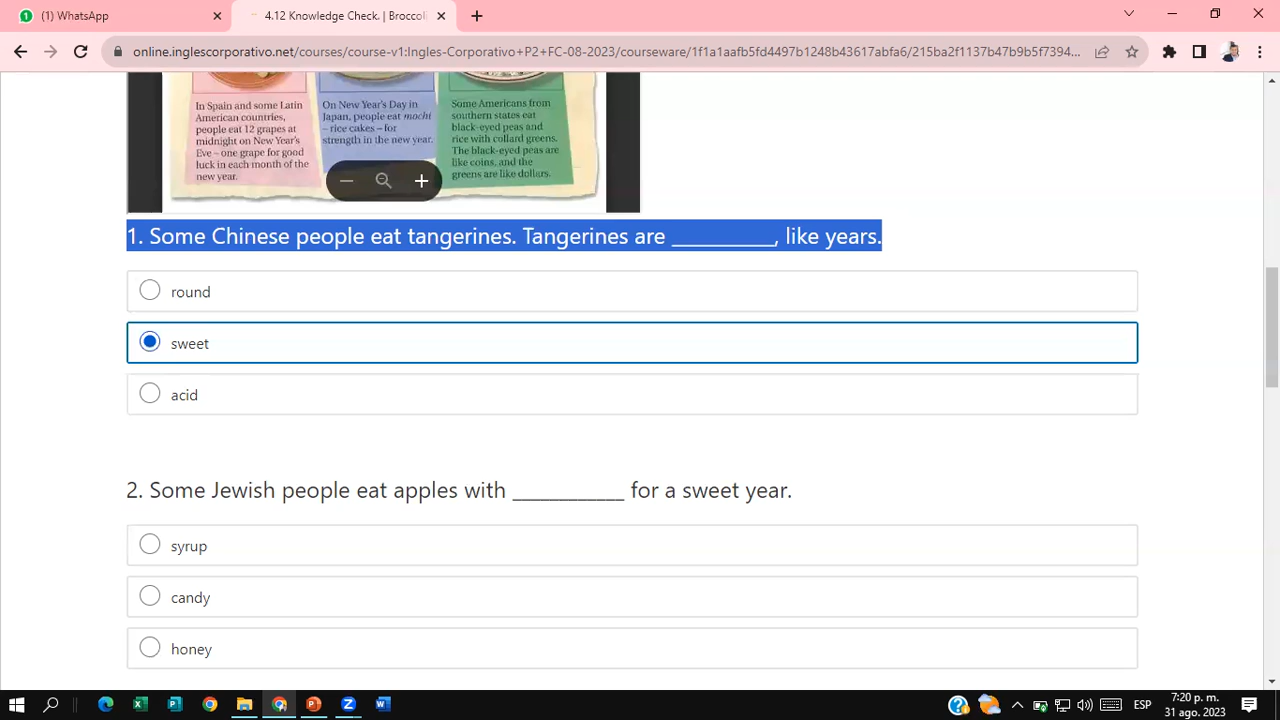 (1) WhatsApp
4.12 Knowledge Check. | Broccoli
online.inglescorporativo.net/courses/course-v1:Ingles-Corporativo+P2+FC-08-2023/courseware/1f1a1aafb5fd4497b1248b43617abfa6/215ba2f1137b47b9b5f7394...
In Spain and some Latin
American countries,
people eat 12 grapes at
midnight on New Year's
Eve – one grape for good
luck in each month of the
new year.
On New Year's Day in
Japan, people eat mochi
– rice cakes – for
strength in the new year.
Some Americans from
southern states eat
black-eyed peas and
rice with collard greens.
The black-eyed peas are
like coins, and the
greens are like dollars.
1. Some Chinese people eat tangerines. Tangerines are _________, like years.
round
sweet
acid
2. Some Jewish people eat apples with __________ for a sweet year.
syrup
candy
honey
ESP
7:20 p. m.
31 ago. 2023